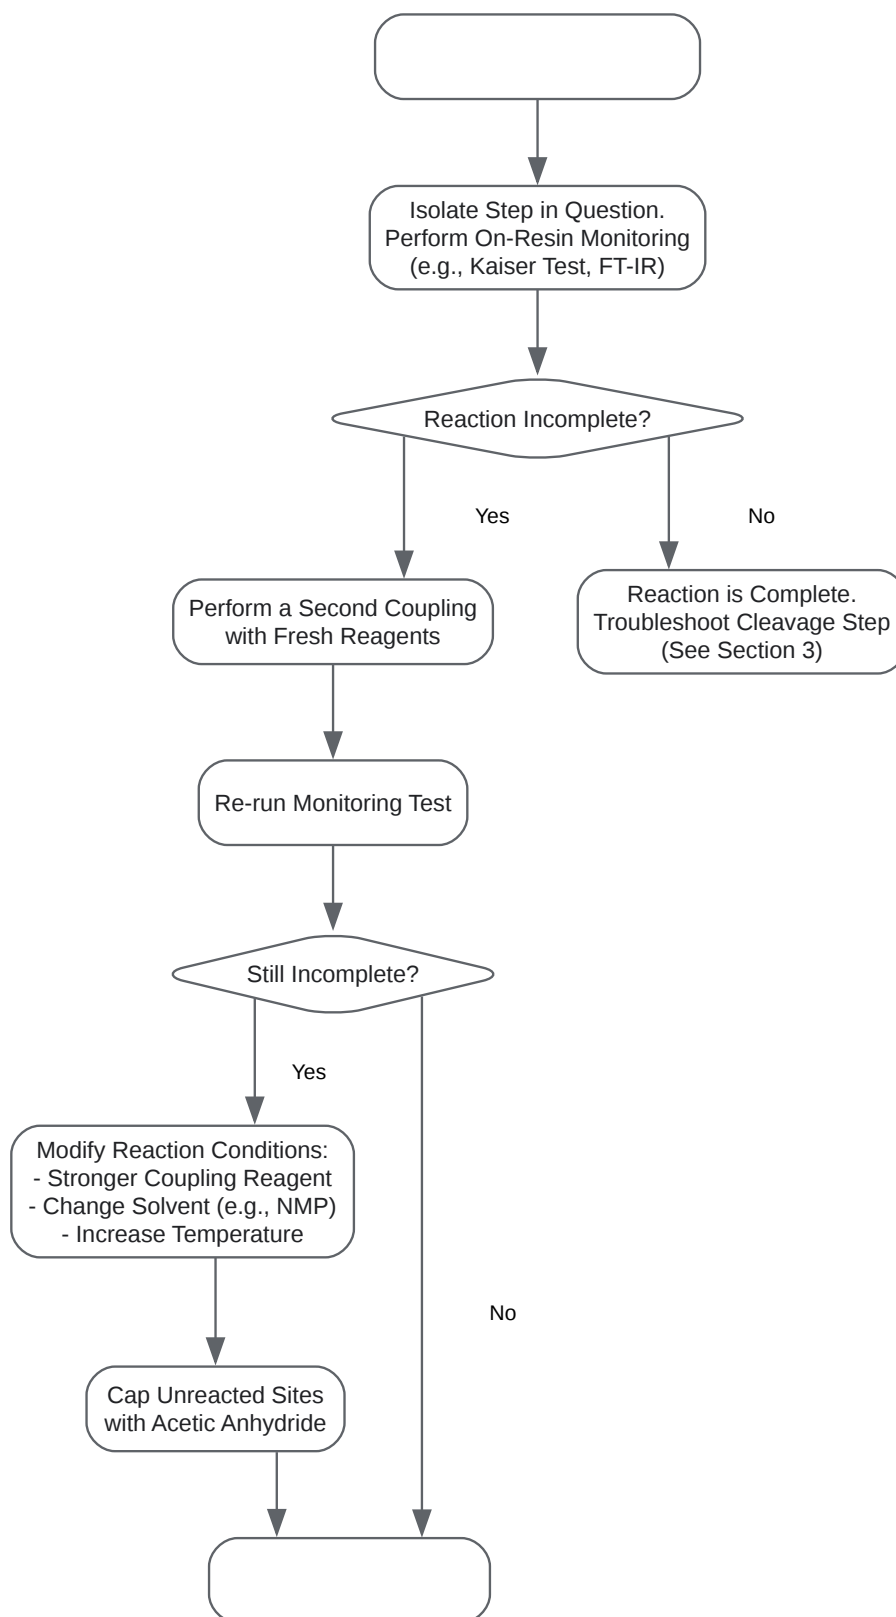 Isolate Step in Question.
Perform On-Resin Monitoring
(e.g., Kaiser Test, FT-IR)
Reaction Incomplete?
Yes
No
Perform a Second Coupling
with Fresh Reagents
Reaction is Complete.
Troubleshoot Cleavage Step
(See Section 3)
Re-run Monitoring Test
Still Incomplete?
Yes
Modify Reaction Conditions:
- Stronger Coupling Reagent
- Change Solvent (e.g., NMP)
- Increase Temperature
No
Cap Unreacted Sites
with Acetic Anhydride